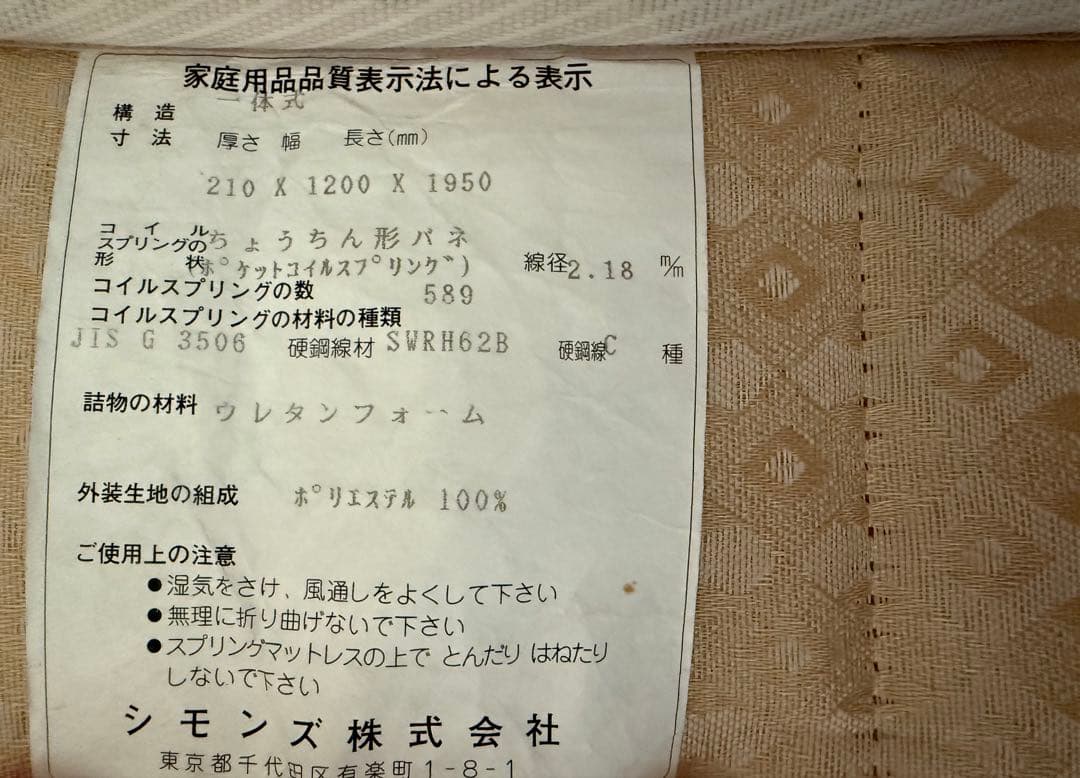 家庭用品品質表示法による表示
構造 一体式
寸法 厚さ 幅 長さ(mm)
210 X 1200 X 1950
コイルスプリングの形状 ちょうちん形バネ
(ポケットコイルスプリング) 線径2.18 m/m
コイルスプリングの数 589
コイルスプリングの材料の種類
JIS G 3506 硬鋼線材 SWRH62B 硬鋼線C種
詰物の材料 ウレタンフォーム
外装生地の組成 ポリエステル 100%
ご使用上の注意
●湿気をさけ、風通しをよくして下さい
●無理に折り曲げないで下さい
●スプリングマットレスの上で とんだり はねたり
しないで下さい
シモンズ株式会社
東京都千代田区有楽町1-8-1